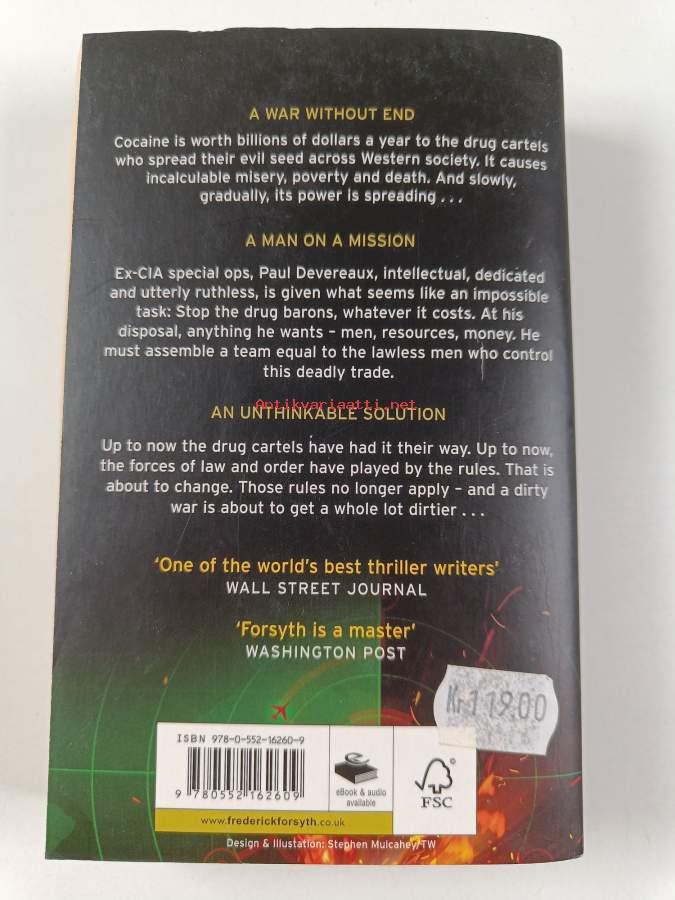 A WAR WITHOUT END
Cocaine is worth billions of dollars a year to the drug cartels
who spread their evil seed across Western society. It causes
incalculable misery, poverty and death. And slowly,
gradually, its power is spreading . . .
A MAN ON A MISSION
Ex-CIA special ops, Paul Devereaux, intellectual, dedicated
and utterly ruthless, is given what seems like an impossible
task: Stop the drug barons, whatever it costs. At his
disposal, anything he wants – men, resources, money. He
must assemble a team equal to the lawless men who control
this deadly trade.
Antikvariaatti.net
AN UNTHINKABLE SOLUTION
Up to now the drug cartels have had it their way. Up to now,
the forces of law and order have played by the rules. That is
about to change. Those rules no longer apply – and a dirty
war is about to get a whole lot dirtier . . .
‘One of the world’s best thriller writers’
WALL STREET JOURNAL
‘Forsyth is a master’
WASHINGTON POST
Kr119.00
ISBN 978-0-552-16260-9
9 780552 162609
eBook & audio
available
FSC
www.frederickforsyth.co.uk
Design & Illustation: Stephen Mulcahey/TW